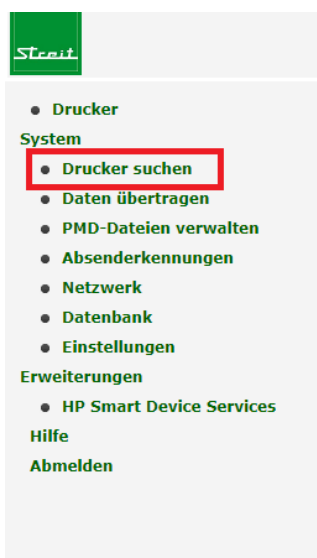 Streit
Drucker
System
Drucker suchen
Daten übertragen
PMD-Dateien verwalten
Absenderkennungen
Netzwerk
Datenbank
Einstellungen
Erweiterungen
HP Smart Device Services
Hilfe
Abmelden